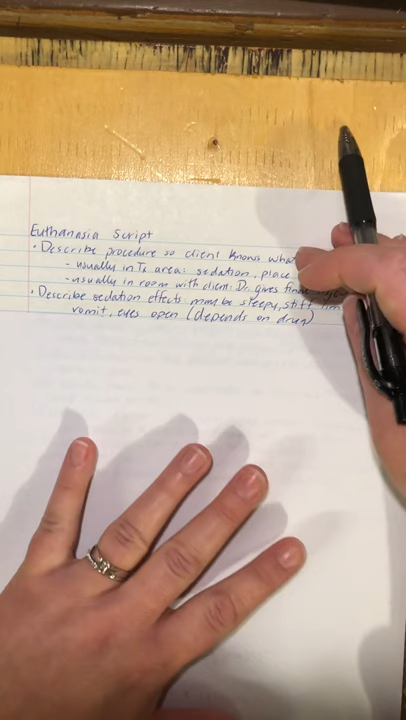 Euthanasia Script
• Describe procedure so client knows what
- usually in Tx area: sedation, place
- usually in room with client: Dr. gives final
• Describe sedation effects may be sleepy, stiff
vomit, eyes open (depends on drug)